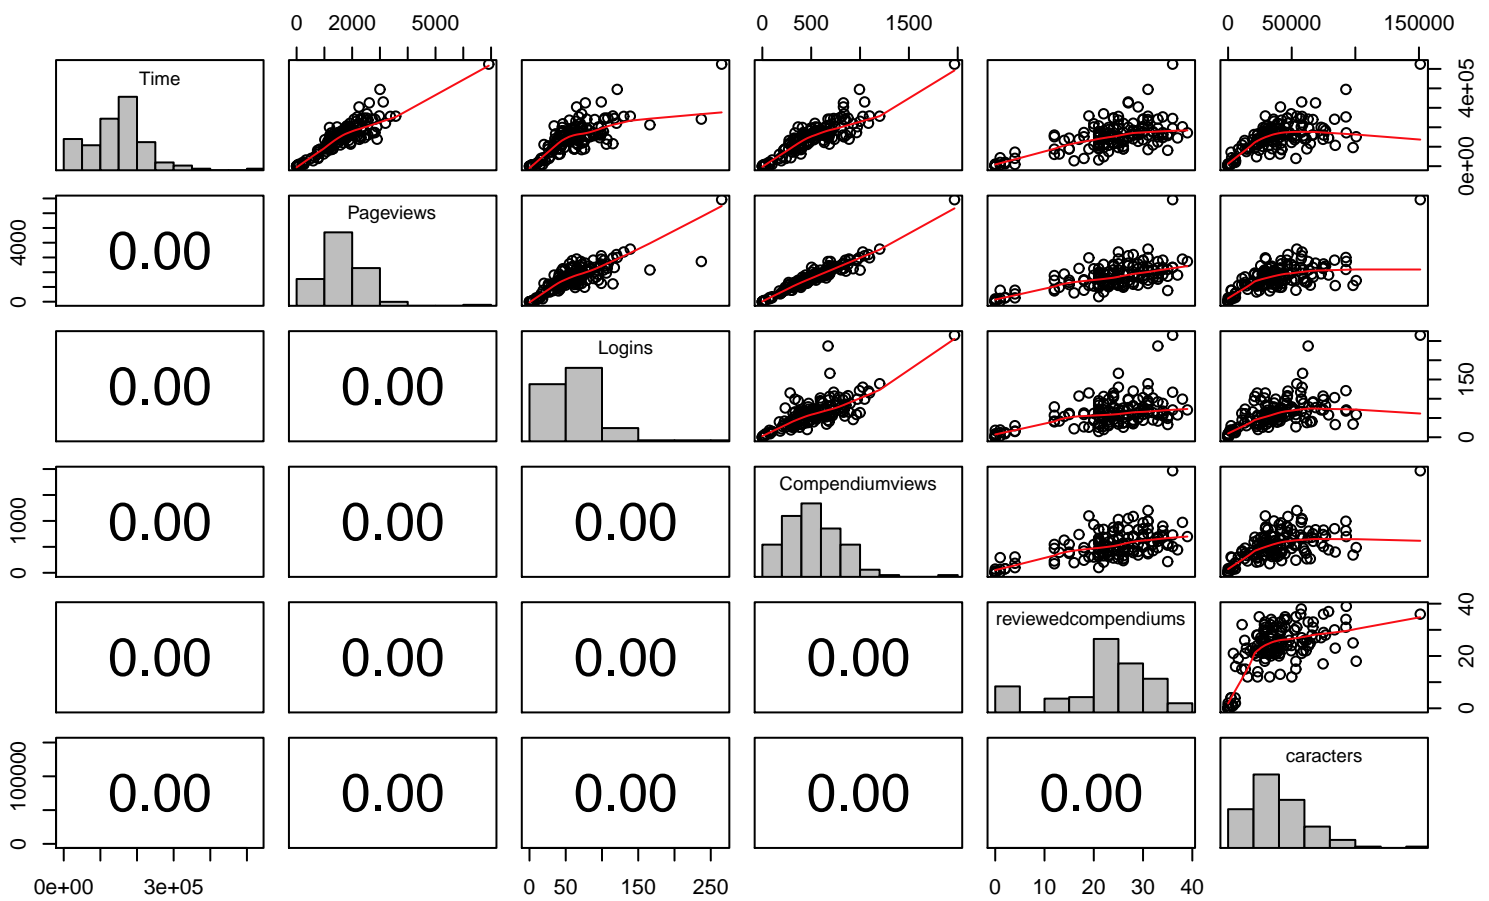 0 2000 5000 0 500 1500 0 50000 150000
Time
0e+00 4e+05
0 4000
0.00
Pageviews
0.00 0.00
Logins
0 150
0 1000
0.00 0.00 0.00
Compendiumviews
0.00 0.00 0.00 0.00
reviewedcompendiums
0 20 40
0 100000
0.00 0.00 0.00 0.00 0.00
caracters
0e+00 3e+05 0 50 150 250 0 10 20 30 40